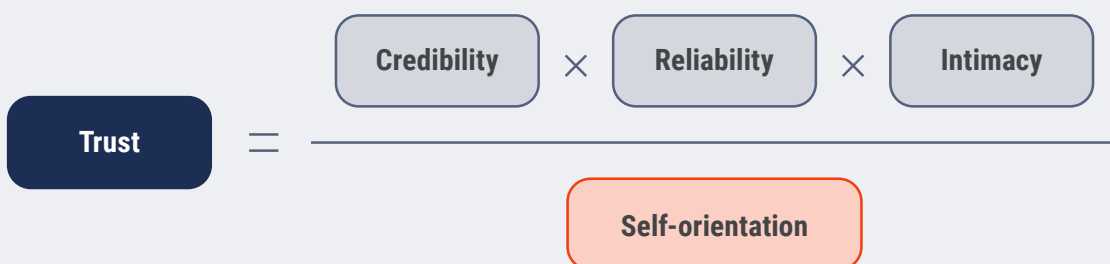 Credibility × Reliability × Intimacy
Trust =
Self-orientation